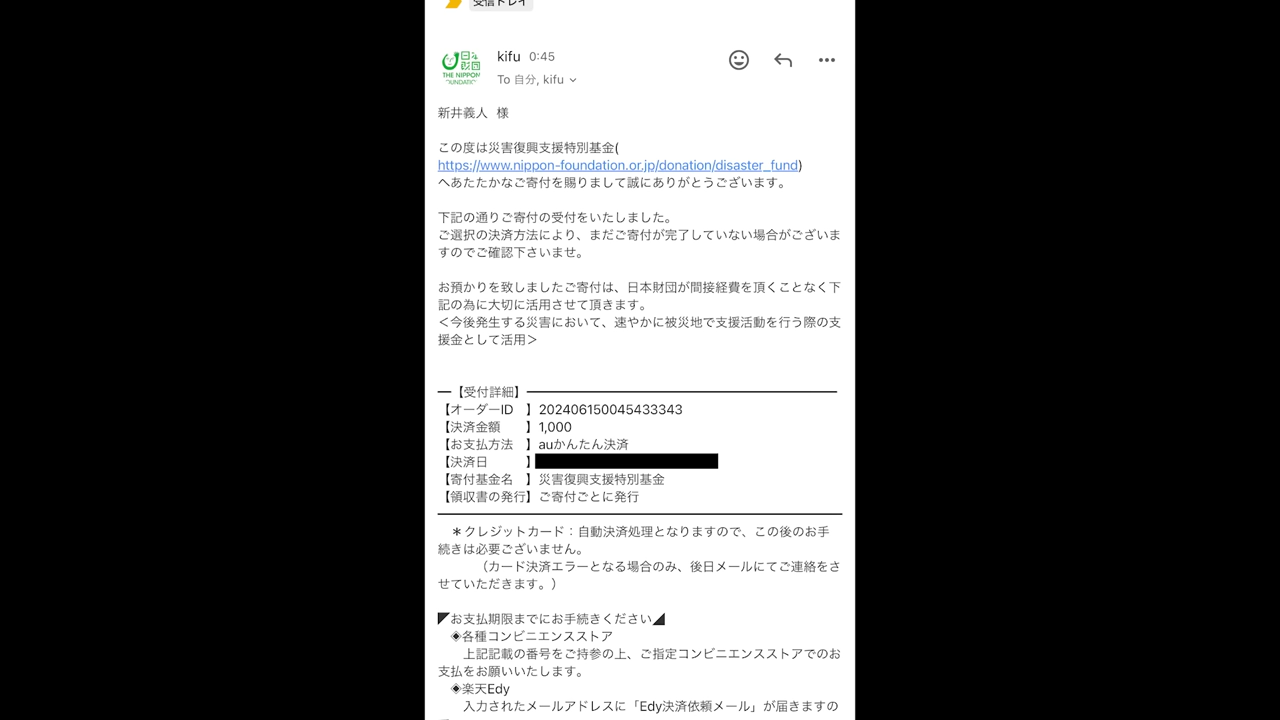 受信トレイ
日本財団
THE NIPPON
FOUNDATION
kifu 0:45
To 自分, kifu
新井義人 様
この度は災害復興支援特別基金(
https://www.nippon-foundation.or.jp/donation/disaster_fund)
へあたたかなご寄付を賜りまして誠にありがとうございます。
下記の通りご寄付の受付をいたしました。
ご選択の決済方法により、まだご寄付が完了していない場合がございま
すのでご確認下さいませ。
お預かりを致しましたご寄付は、日本財団が間接経費を頂くことなく下
記の為に大切に活用させて頂きます。
＜今後発生する災害において、速やかに被災地で支援活動を行う際の支
援金として活用＞
━【受付詳細】━━━━━━━━━━━━━━━━━━━━
【オーダーID 】202406150045433343
【決済金額 】1,000
【お支払方法 】auかんたん決済
【決済日 】
【寄付基金名 】災害復興支援特別基金
【領収書の発行】ご寄付ごとに発行
＊クレジットカード：自動決済処理となりますので、この後のお手
続きは必要ございません。
（カード決済エラーとなる場合のみ、後日メールにてご連絡をさ
せていただきます。）
◤お支払期限までにお手続きください◢
◈各種コンビニエンスストア
上記記載の番号をご持参の上、ご指定コンビニエンスストアでのお
支払をお願いいたします。
◈楽天Edy
入力されたメールアドレスに「Edy決済依頼メール」が届きますの